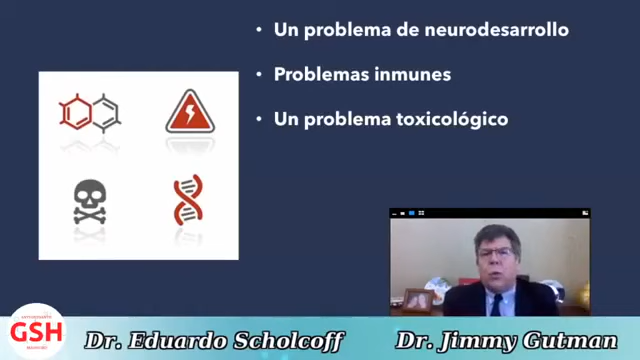 • Un problema de neurodesarrollo
• Problemas inmunes
• Un problema toxicológico
GSH
Dr. Eduardo Scholcoff
Dr. Jimmy Gutman